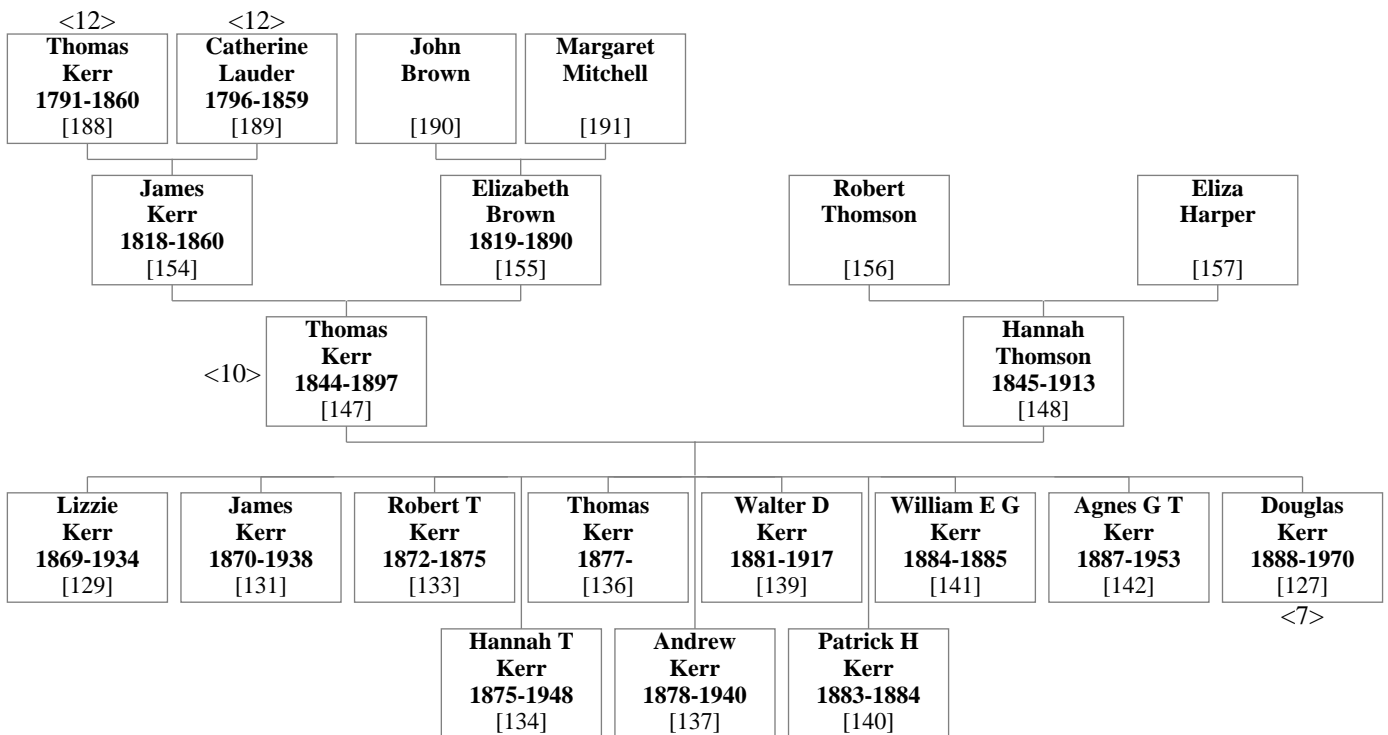 <12>
<12>
Thomas
Kerr
1791-1860
[188]
Catherine
Lauder
1796-1859
[189]
John
Brown
[190]
Margaret
Mitchell
[191]
James
Kerr
1818-1860
[154]
Elizabeth
Brown
1819-1890
[155]
Robert
Thomson
[156]
Eliza
Harper
[157]
<10>
Thomas
Kerr
1844-1897
[147]
Hannah
Thomson
1845-1913
[148]
Lizzie
Kerr
1869-1934
[129]
James
Kerr
1870-1938
[131]
Robert T
Kerr
1872-1875
[133]
Thomas
Kerr
1877-
[136]
Walter D
Kerr
1881-1917
[139]
William E G
Kerr
1884-1885
[141]
Agnes G T
Kerr
1887-1953
[142]
Douglas
Kerr
1888-1970
[127]
<7>
Hannah T
Kerr
1875-1948
[134]
Andrew
Kerr
1878-1940
[137]
Patrick H
Kerr
1883-1884
[140]